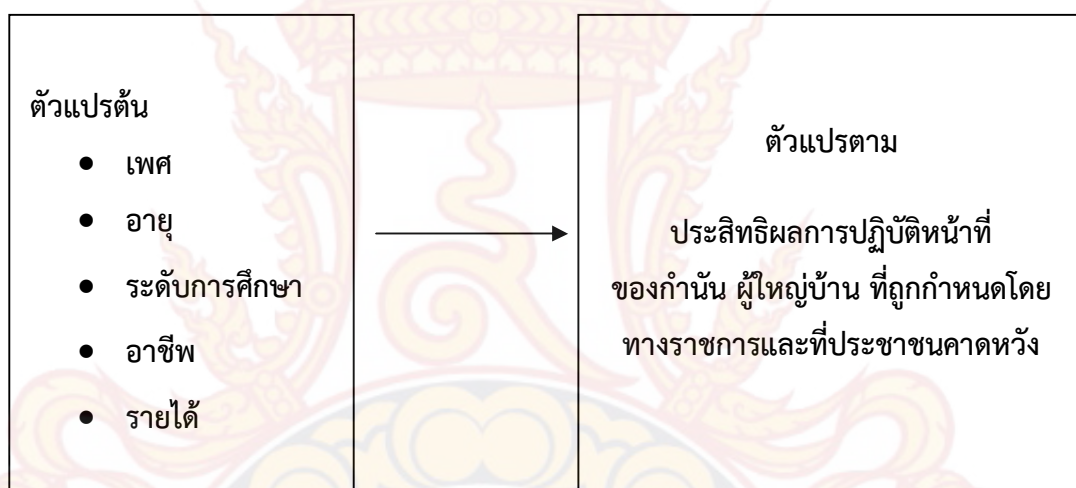 ตัวแปรต้น
• เพศ
• อายุ
• ระดับการศึกษา
• อาชีพ
• รายได้
ตัวแปรตาม
ประสิทธิผลการปฏิบัติหน้าที่
ของกำนัน ผู้ใหญ่บ้าน ที่ถูกกำหนดโดย
ทางราชการและที่ประชาชนคาดหวัง